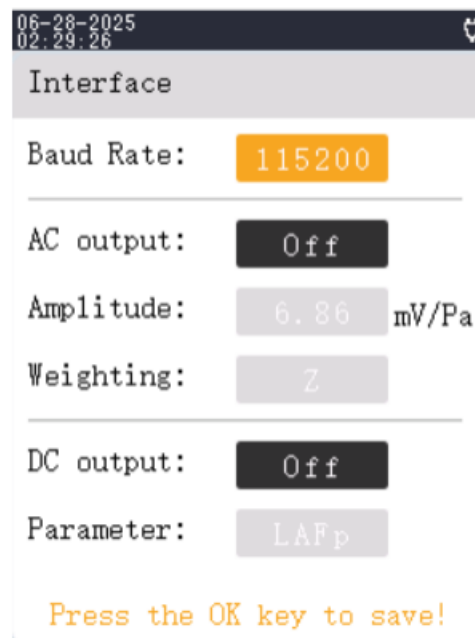 06-28-2025
02:29:26
Interface
Baud Rate: 115200
AC output: Off
Amplitude: 6.86 mV/Pa
Weighting: Z
DC output: Off
Parameter: LAFp
Press the OK key to save!